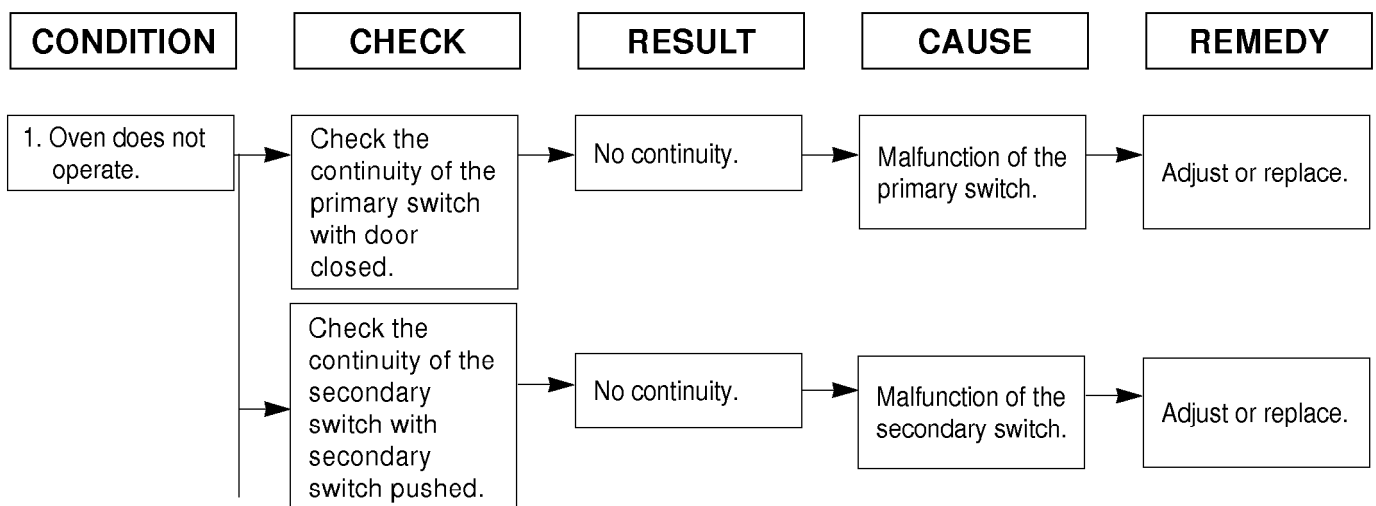 CONDITION
CHECK
RESULT
CAUSE
REMEDY
1. Oven does not
operate.
Check the
continuity of the
primary switch
with door
closed.
No continuity.
Malfunction of the
primary switch.
Adjust or replace.
Check the
continuity of the
secondary
switch with
secondary
switch pushed.
No continuity.
Malfunction of the
secondary switch.
Adjust or replace.